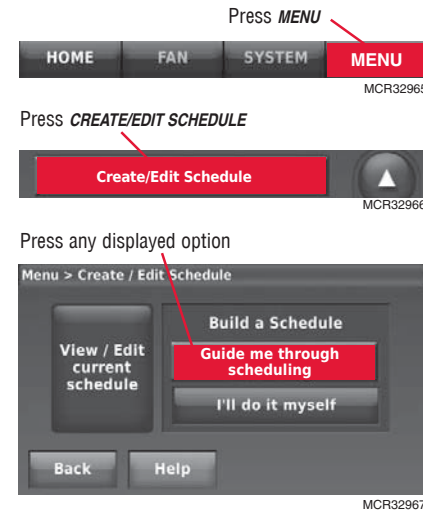 Press MENU
HOME FAN SYSTEM MENU
MCR32965
Press CREATE/EDIT SCHEDULE
Create/Edit Schedule
MCR32966
Press any displayed option
Menu > Create / Edit Schedule
View / Edit
current
schedule
Build a Schedule
Guide me through
scheduling
I'll do it myself
Back Help
MCR32967